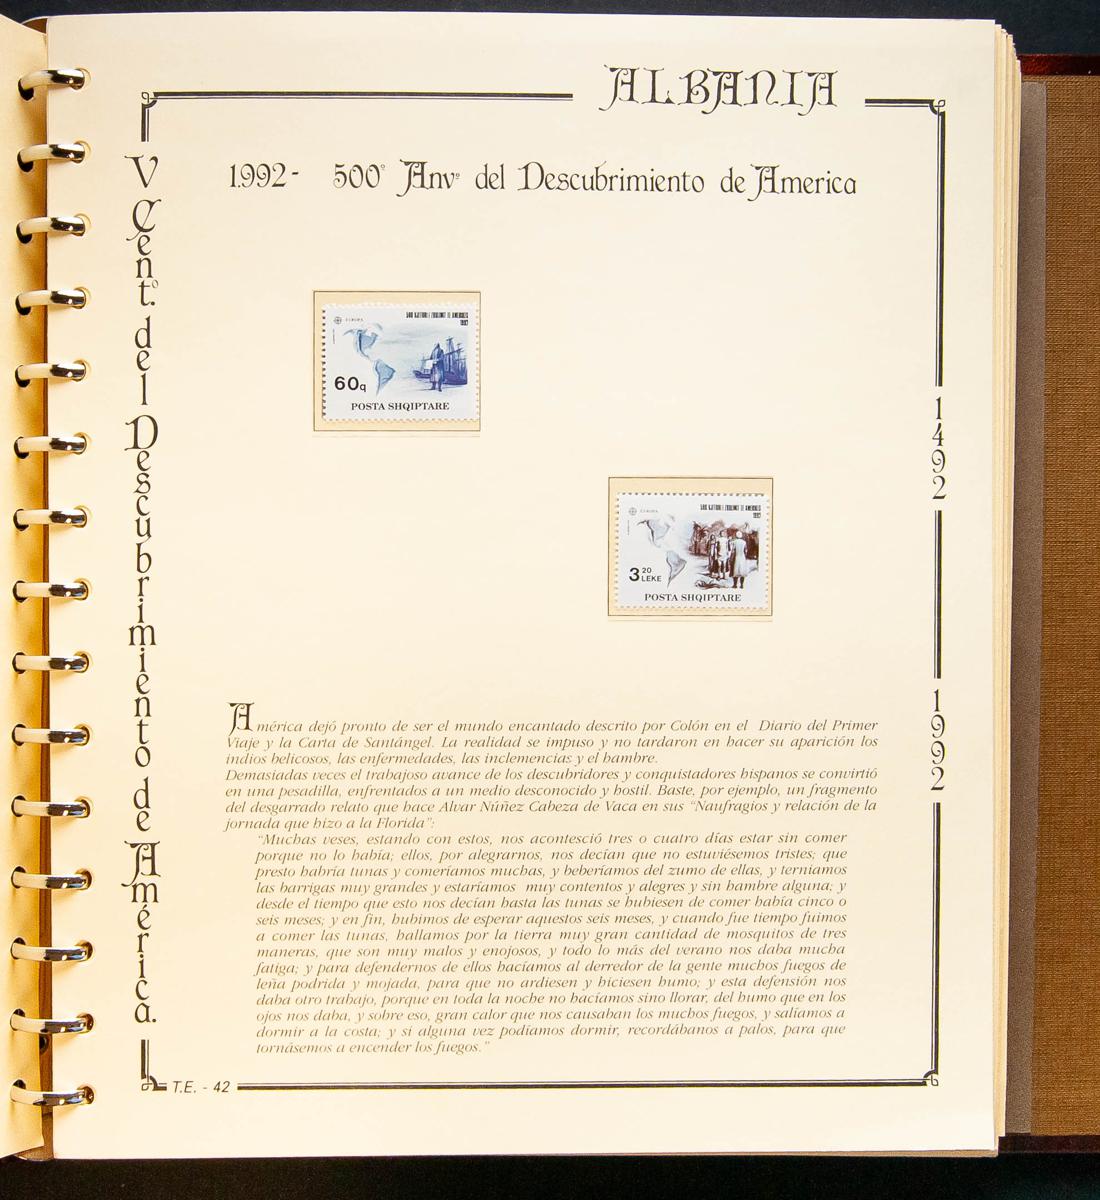 ALBANIA
1.992- 500º Anvº del Descubrimiento de America
V Centº. del Descubrimiento de América.
EUROPA
1992
60q
POSTA SHQIPTARE
EUROPA
1992
3 20 LEKE
POSTA SHQIPTARE
1492
1992
América dejó pronto de ser el mundo encantado descrito por Colón en el Diario del Primer
Viaje y la Carta de Santángel. La realidad se impuso y no tardaron en hacer su aparición los
indios belicosos, las enfermedades, las inclemencias y el hambre.
Demasiadas veces el trabajoso avance de los descubridores y conquistadores hispanos se convirtió
en una pesadilla, enfrentados a un medio desconocido y hostil. Baste, por ejemplo, un fragmento
del desgarrado relato que hace Alvar Núñez Cabeza de Vaca en sus "Naufragios y relación de la
jornada que hizo a la Florida":
"Muchas veses, estando con estos, nos acontesció tres o cuatro días estar sin comer
porque no lo había; ellos, por alegrarnos, nos decían que no estuviésemos tristes; que
presto habría tunas y comeríamos muchas, y beberíamos del zumo de ellas, y terníamos
las barrigas muy grandes y estaríamos muy contentos y alegres y sin hambre alguna; y
desde el tiempo que esto nos decían hasta las tunas se hubiesen de comer había cinco o
seis meses; y en fin, hubimos de esperar aquestos seis meses, y cuando fue tiempo fuimos
a comer las tunas, hallamos por la tierra muy gran cantidad de mosquitos de tres
maneras, que son muy malos y enojosos, y todo lo más del verano nos daba mucha
fatiga; y para defendernos de ellos hacíamos al derredor de la gente muchos fuegos de
leña podrida y mojada, para que no ardiesen y hiciesen humo; y esta defensión nos
daba otro trabajo, porque en toda la noche no hacíamos sino llorar, del humo que en los
ojos nos daba, y sobre eso, gran calor que nos causaban los muchos fuegos, y salíamos a
dormir a la costa; y si alguna vez podíamos dormir, recordábanos a palos, para que
tornásemos a encender los fuegos."
T.E. - 42